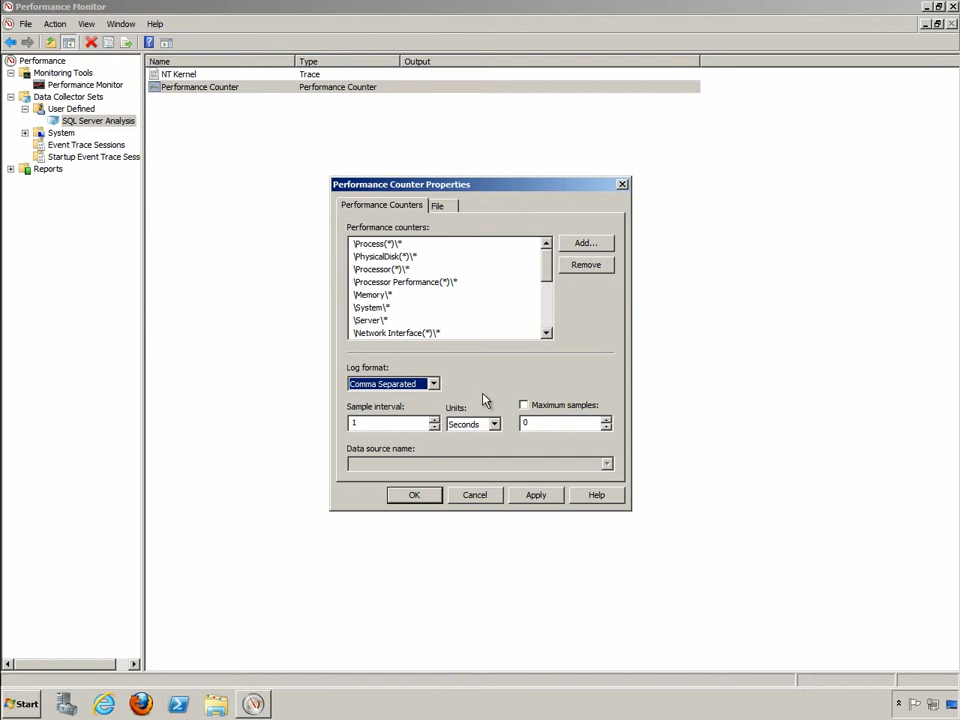 Performance Monitor
File Action View Window Help
Performance
Monitoring Tools
Performance Monitor
Data Collector Sets
User Defined
SQL Server Analysis
System
Event Trace Sessions
Startup Event Trace Sess
Reports
Name Type Output
NT Kernel Trace
Performance Counter Performance Counter
Performance Counter Properties
Performance Counters File
Performance counters:
\Process(*)\*
\PhysicalDisk(*)\*
\Processor(*)\*
\Processor Performance(*)\*
\Memory\*
\System\*
\Server\*
\Network Interface(*)\*
Add...
Remove
Log format:
Comma Separated
Sample interval: Units: Maximum samples:
1 Seconds 0
Data source name:
OK Cancel Apply Help
Start